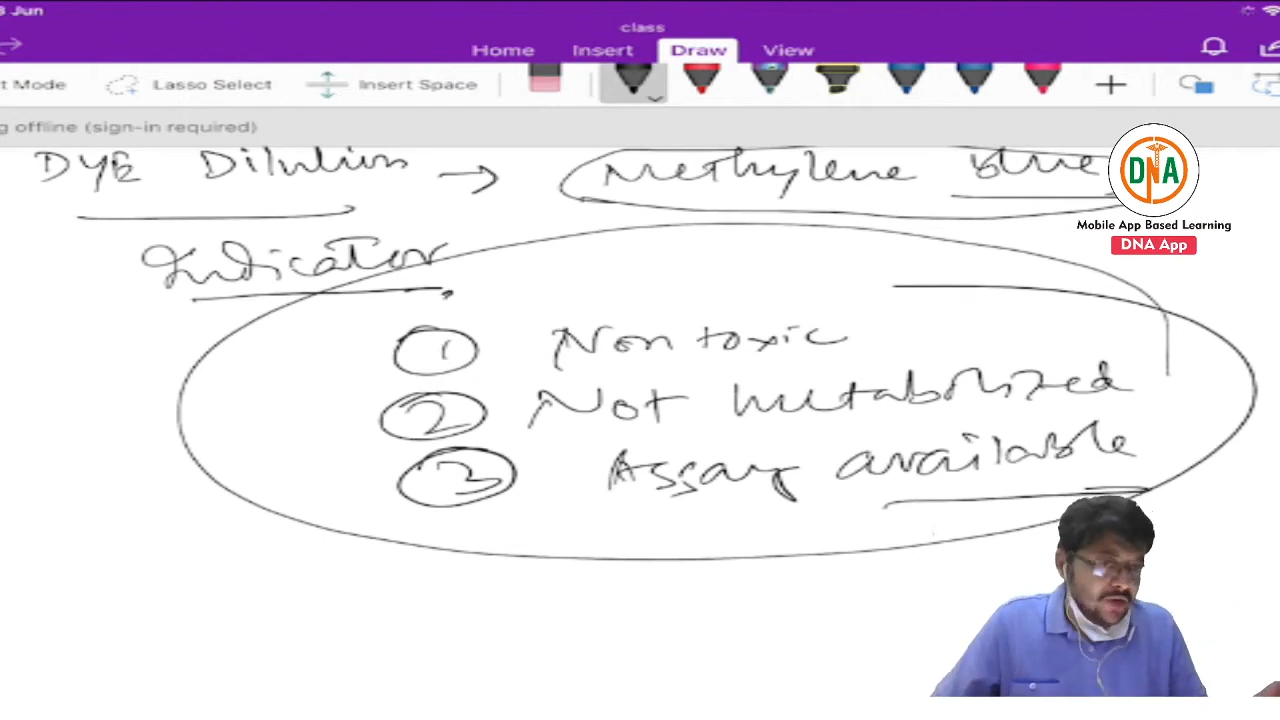 3 Jun
class
Home Insert Draw View
t Mode Lasso Select Insert Space
g offline (sign-in required)
DYE Dilution → Methylene Blue
Indicator
1 Non toxic
2 Not metabolized
3 Assay available
DNA
Mobile App Based Learning
DNA App